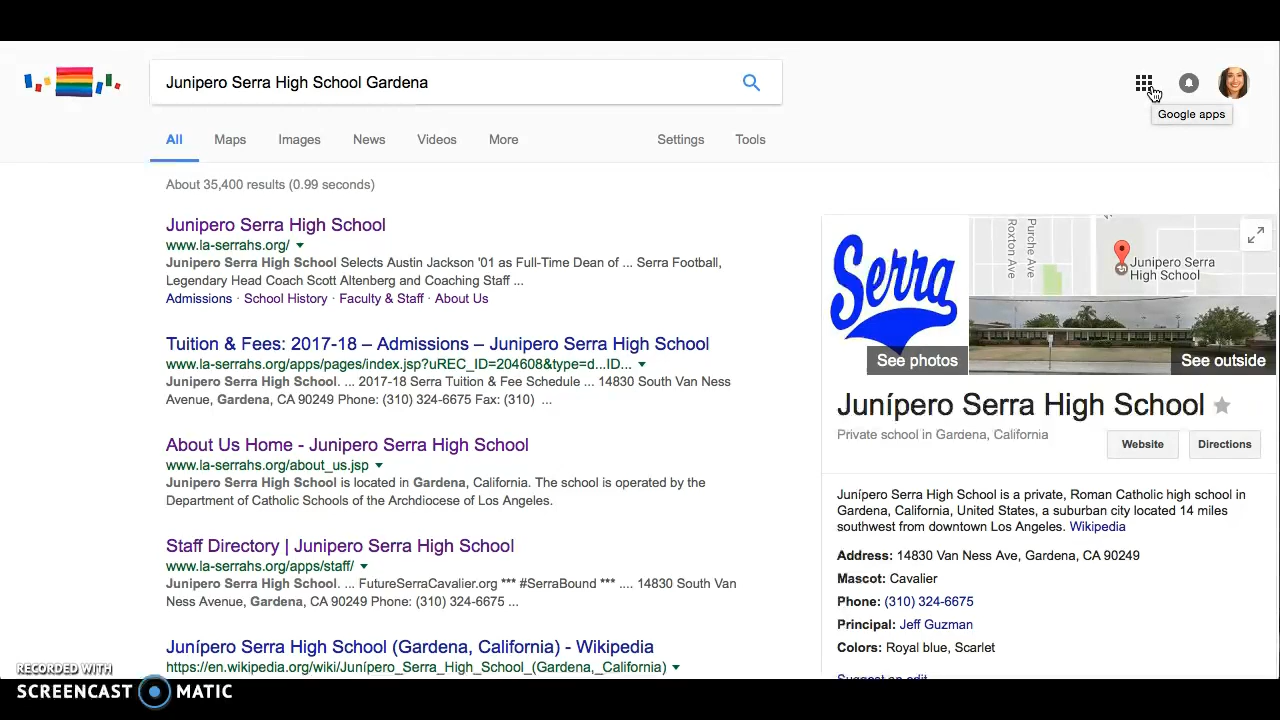 Junipero Serra High School Gardena
Google apps
All Maps Images News Videos More Settings Tools
About 35,400 results (0.99 seconds)
Junipero Serra High School
www.la-serrahs.org/
Junipero Serra High School Selects Austin Jackson '01 as Full-Time Dean of ... Serra Football,
Legendary Head Coach Scott Altenberg and Coaching Staff ...
Admissions · School History · Faculty & Staff · About Us
Tuition & Fees: 2017-18 – Admissions – Junipero Serra High School
www.la-serrahs.org/apps/pages/index.jsp?uREC_ID=204608&type=d...ID...
Junipero Serra High School. ... 2017-18 Serra Tuition & Fee Schedule ... 14830 South Van Ness
Avenue, Gardena, CA 90249 Phone: (310) 324-6675 Fax: (310) ...
About Us Home - Junipero Serra High School
www.la-serrahs.org/about_us.jsp
Junipero Serra High School is located in Gardena, California. The school is operated by the
Department of Catholic Schools of the Archdiocese of Los Angeles.
Staff Directory | Junipero Serra High School
www.la-serrahs.org/apps/staff/
Junipero Serra High School. ... FutureSerraCavalier.org *** #SerraBound *** .... 14830 South Van
Ness Avenue, Gardena, CA 90249 Phone: (310) 324-6675 ...
Junípero Serra High School (Gardena, California) - Wikipedia
https://en.wikipedia.org/wiki/Junípero_Serra_High_School_(Gardena,_California)
Serra
See photos
Roxton Ave
Purche Ave
Junipero Serra
High School
See outside
Junípero Serra High School
Private school in Gardena, California
Website
Directions
Junípero Serra High School is a private, Roman Catholic high school in
Gardena, California, United States, a suburban city located 14 miles
southwest from downtown Los Angeles. Wikipedia
Address: 14830 Van Ness Ave, Gardena, CA 90249
Mascot: Cavalier
Phone: (310) 324-6675
Principal: Jeff Guzman
Colors: Royal blue, Scarlet
Suggest an edit
RECORDED WITH
SCREENCAST MATIC